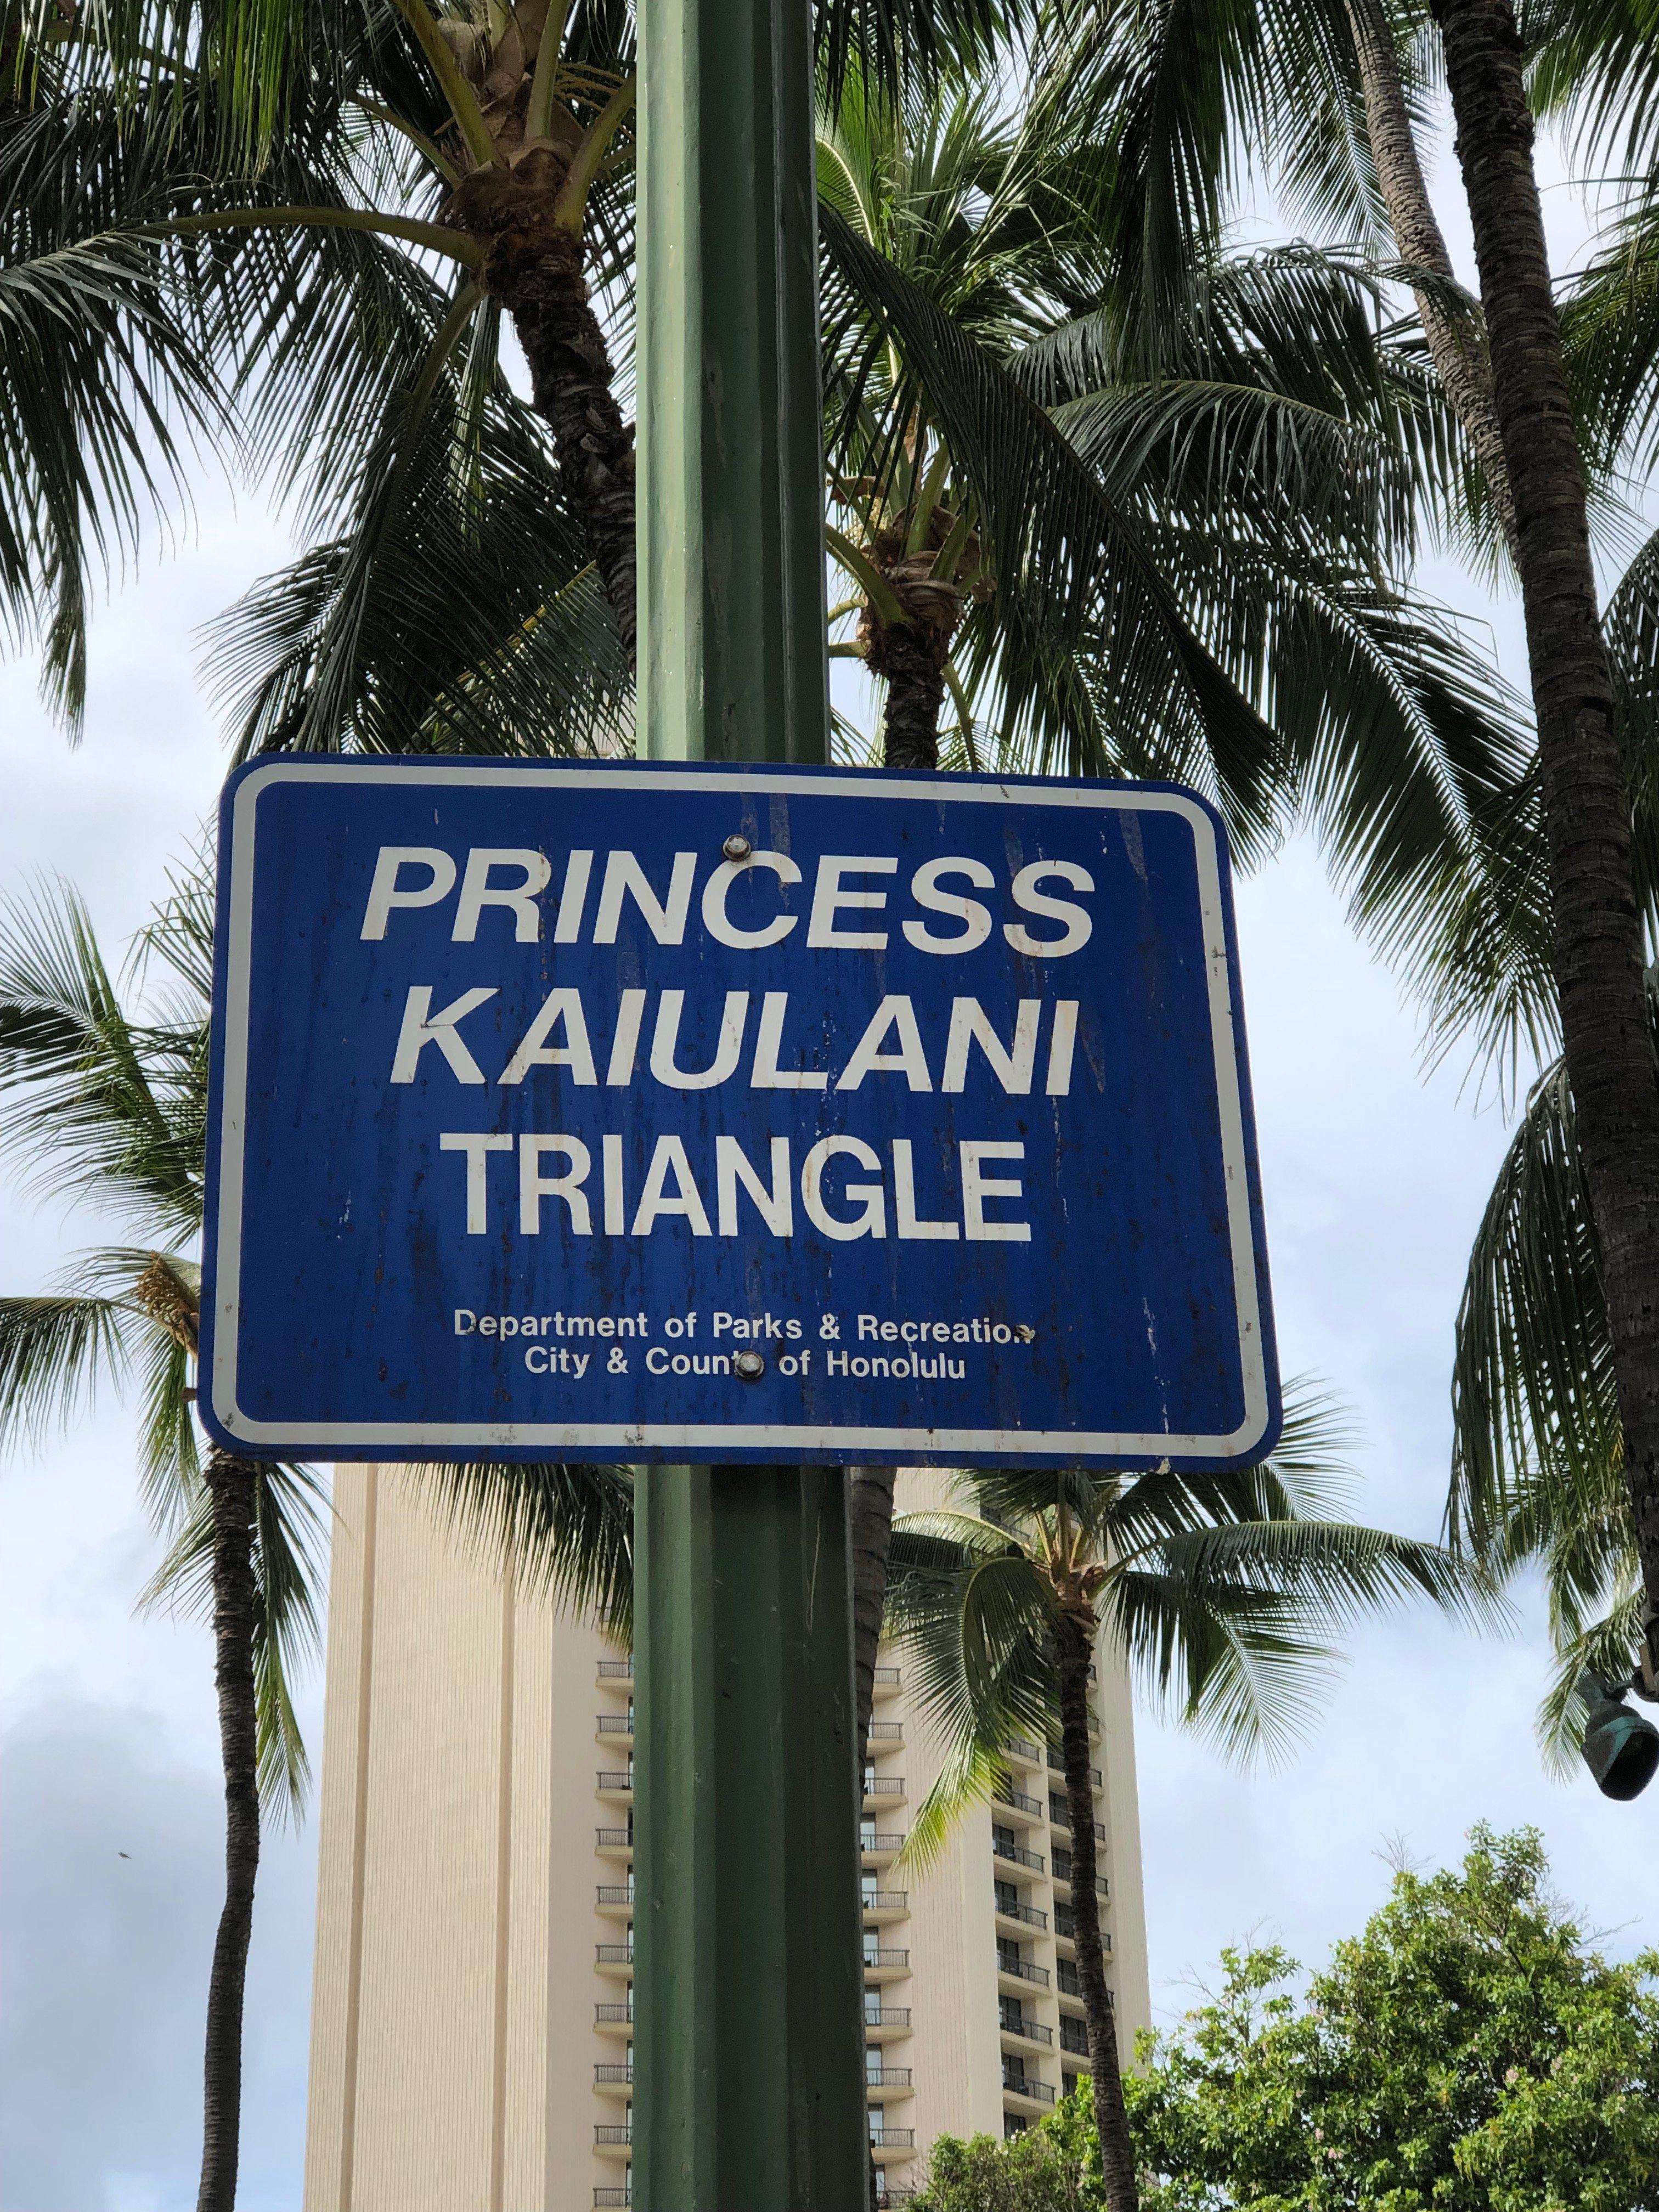 PRINCESS
KAIULANI
TRIANGLE
Department of Parks & Recreation
City & County of Honolulu